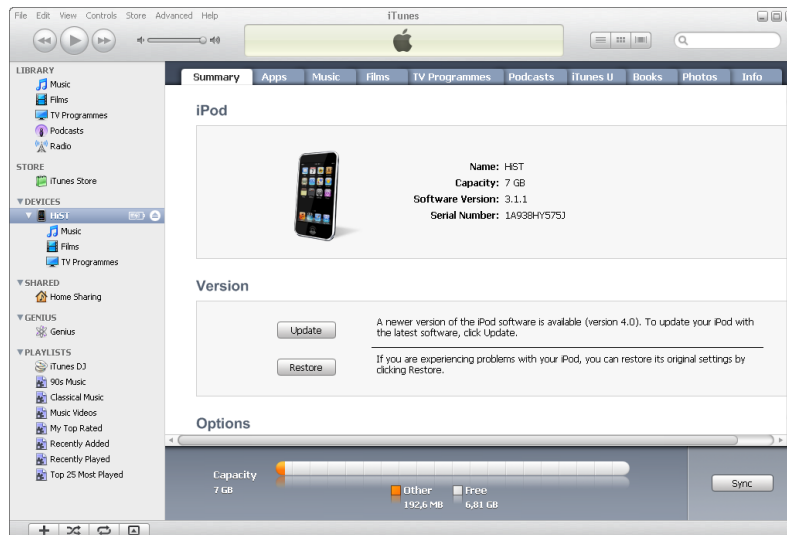 File Edit View Controls Store Advanced Help
iTunes
LIBRARY
Music
Films
TV Programmes
Podcasts
Radio
STORE
iTunes Store
DEVICES
HiST
Music
Films
TV Programmes
SHARED
Home Sharing
GENIUS
Genius
PLAYLISTS
iTunes DJ
90s Music
Classical Music
Music Videos
My Top Rated
Recently Added
Recently Played
Top 25 Most Played
Summary Apps Music Films TV Programmes Podcasts iTunes U Books Photos Info
iPod
Name: HiST
Capacity: 7 GB
Software Version: 3.1.1
Serial Number: 1A938HY575J
Version
Update
A newer version of the iPod software is available (version 4.0). To update your iPod with
the latest software, click Update.
Restore
If you are experiencing problems with your iPod, you can restore its original settings by
clicking Restore.
Options
Capacity
7 GB
Other
192,6 MB
Free
6,81 GB
Sync